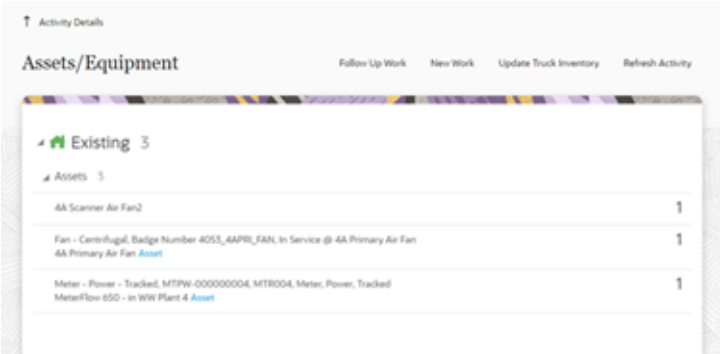 ↑ Activity Details
Assets/Equipment
Follow Up Work New Work Update Truck Inventory Refresh Activity
Existing 3
Assets 3
4A Scanner Air Fan2 1
Fan - Centrifugal, Badge Number 4053_4APRI_FAN, In Service @ 4A Primary Air Fan 1
4A Primary Air Fan Asset
Meter - Power - Tracked, MTPW-000000004, MTR004, Meter, Power, Tracked 1
MeterFlow 650 - in WW Plant 4 Asset